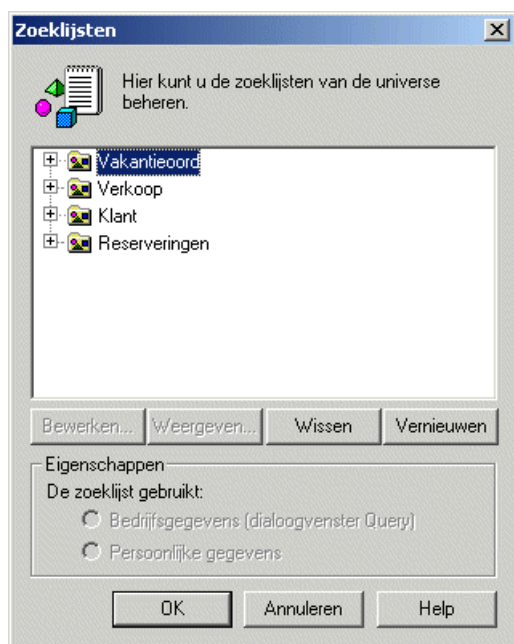 Zoeklijsten
Hier kunt u de zoeklijsten van de universe
beheren.
Vakantieoord
Verkoop
Klant
Reserveringen
Bewerken... Weergeven... Wissen Vernieuwen
Eigenschappen
De zoeklijst gebruikt:
Bedrijfsgegevens (dialoogvenster Query)
Persoonlijke gegevens
OK Annuleren Help